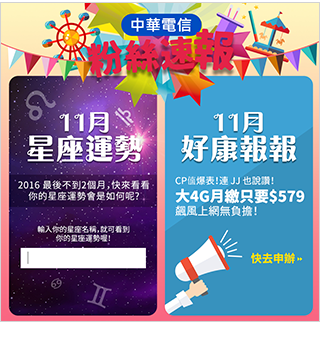 中華電信
粉絲速報
11月
星座運勢
2016 最後不到2個月,快來看看
你的星座運勢會是如何呢?
輸入你的星座名稱,就可看到
你的星座運勢喔!
11月
好康報報
CP值爆表!連 JJ 也說讚!
大4G月繳只要$579
飆風上網無負擔!
快去申辦»